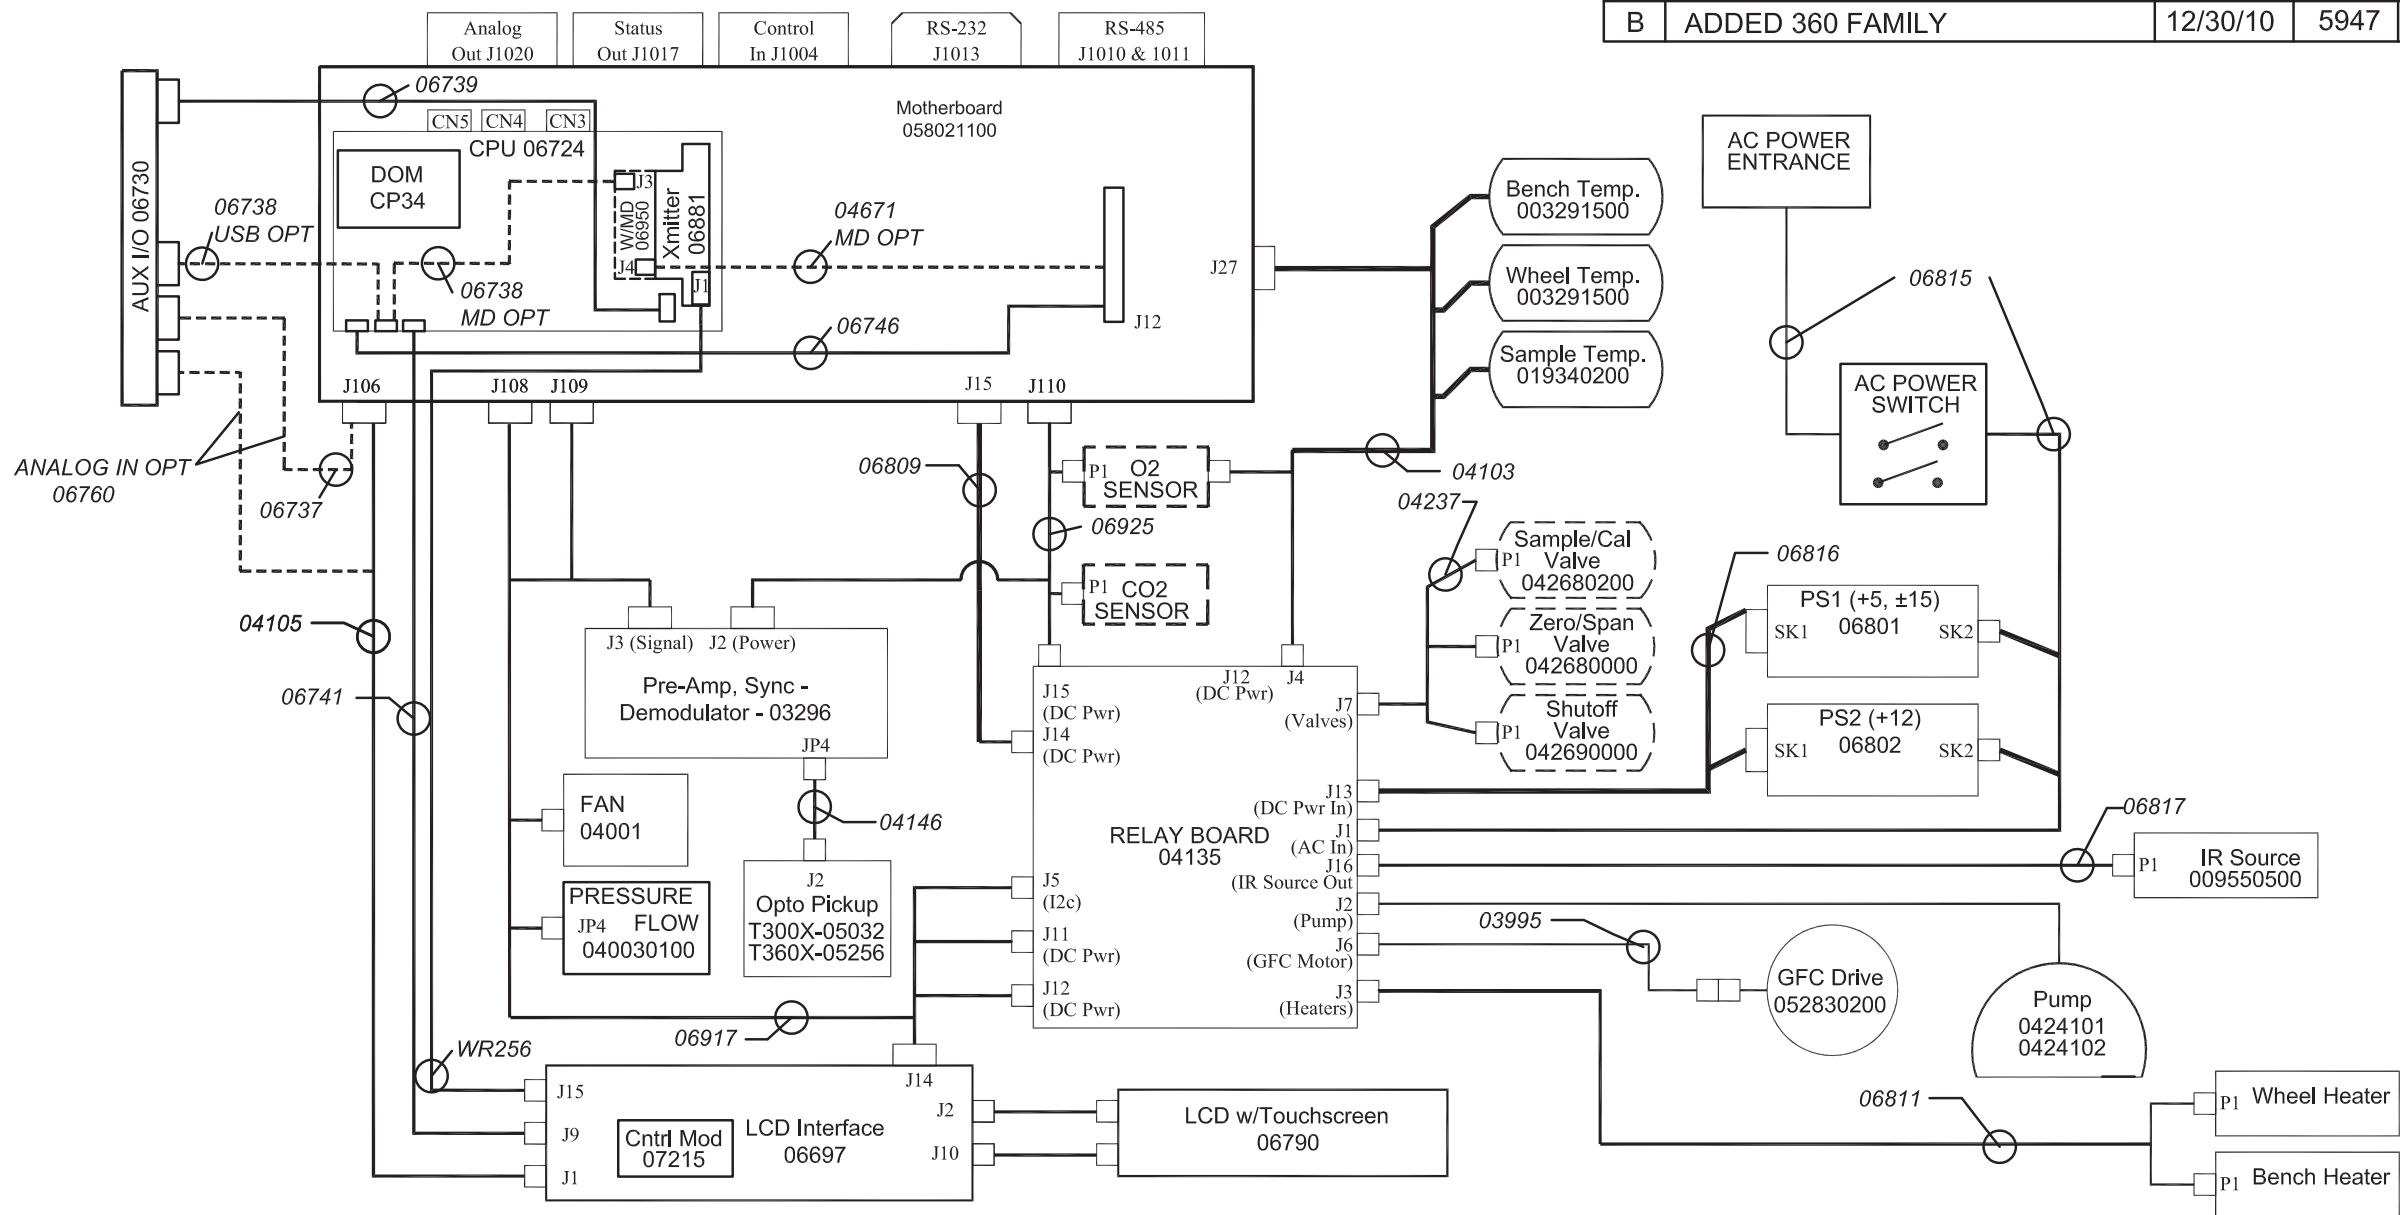 B ADDED 360 FAMILY 12/30/10 5947
Analog
Out J1020
Status
Out J1017
Control
In J1004
RS-232
J1013
RS-485
J1010 & 1011
06739
Motherboard
058021100
CN5 CN4 CN3
CPU 06724
DOM
CP34
AUX I/O 06730
06738
USB OPT
06738
MD OPT
J3
W/MD
06950
J4
Xmitter
06881
J1
04671
MD OPT
06746
J12
J27
J106
J108
J109
J15
J110
ANALOG IN OPT
06760
06737
Bench Temp.
003291500
Wheel Temp.
003291500
Sample Temp.
019340200
04103
AC POWER
ENTRANCE
06815
AC POWER
SWITCH
06809
P1 O2
SENSOR
06925
P1 CO2
SENSOR
04237
Sample/Cal
P1 Valve
042680200
Zero/Span
P1 Valve
042680000
Shutoff
P1 Valve
042690000
06816
PS1 (+5, ±15)
06801
SK1 SK2
PS2 (+12)
06802
SK1 SK2
04105
06741
J3 (Signal) J2 (Power)
Pre-Amp, Sync -
Demodulator - 03296
JP4
04146
FAN
04001
PRESSURE
JP4 FLOW
040030100
J2
Opto Pickup
T300X-05032
T360X-05256
06917
WR256
J12
(DC Pwr)
J4
J15
(DC Pwr)
J14
(DC Pwr)
J7
(Valves)
J13
(DC Pwr In)
RELAY BOARD
04135
J1
(AC In)
J16
(IR Source Out
J2
(Pump)
J6
(GFC Motor)
J3
(Heaters)
J5
(I2c)
J11
(DC Pwr)
J12
(DC Pwr)
06817
P1 IR Source
009550500
03995
GFC Drive
052830200
Pump
0424101
0424102
06811
P1 Wheel Heater
P1 Bench Heater
J14
J15
J9
J1
Cntrl Mod
07215
LCD Interface
06697
J2
J10
LCD w/Touchscreen
06790